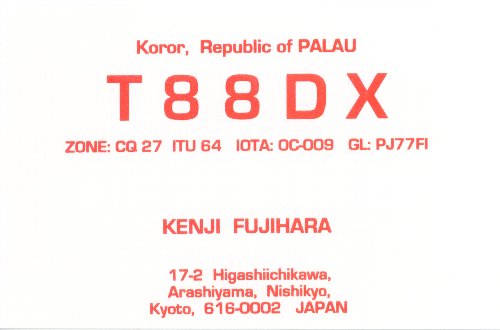 Koror, Republic of PALAU
T88DX
ZONE: CQ 27 ITU 64 IOTA: OC-009 GL: PJ77FI
KENJI FUJIHARA
17-2 Higashiichikawa,
Arashiyama, Nishikyo,
Kyoto, 616-0002 JAPAN